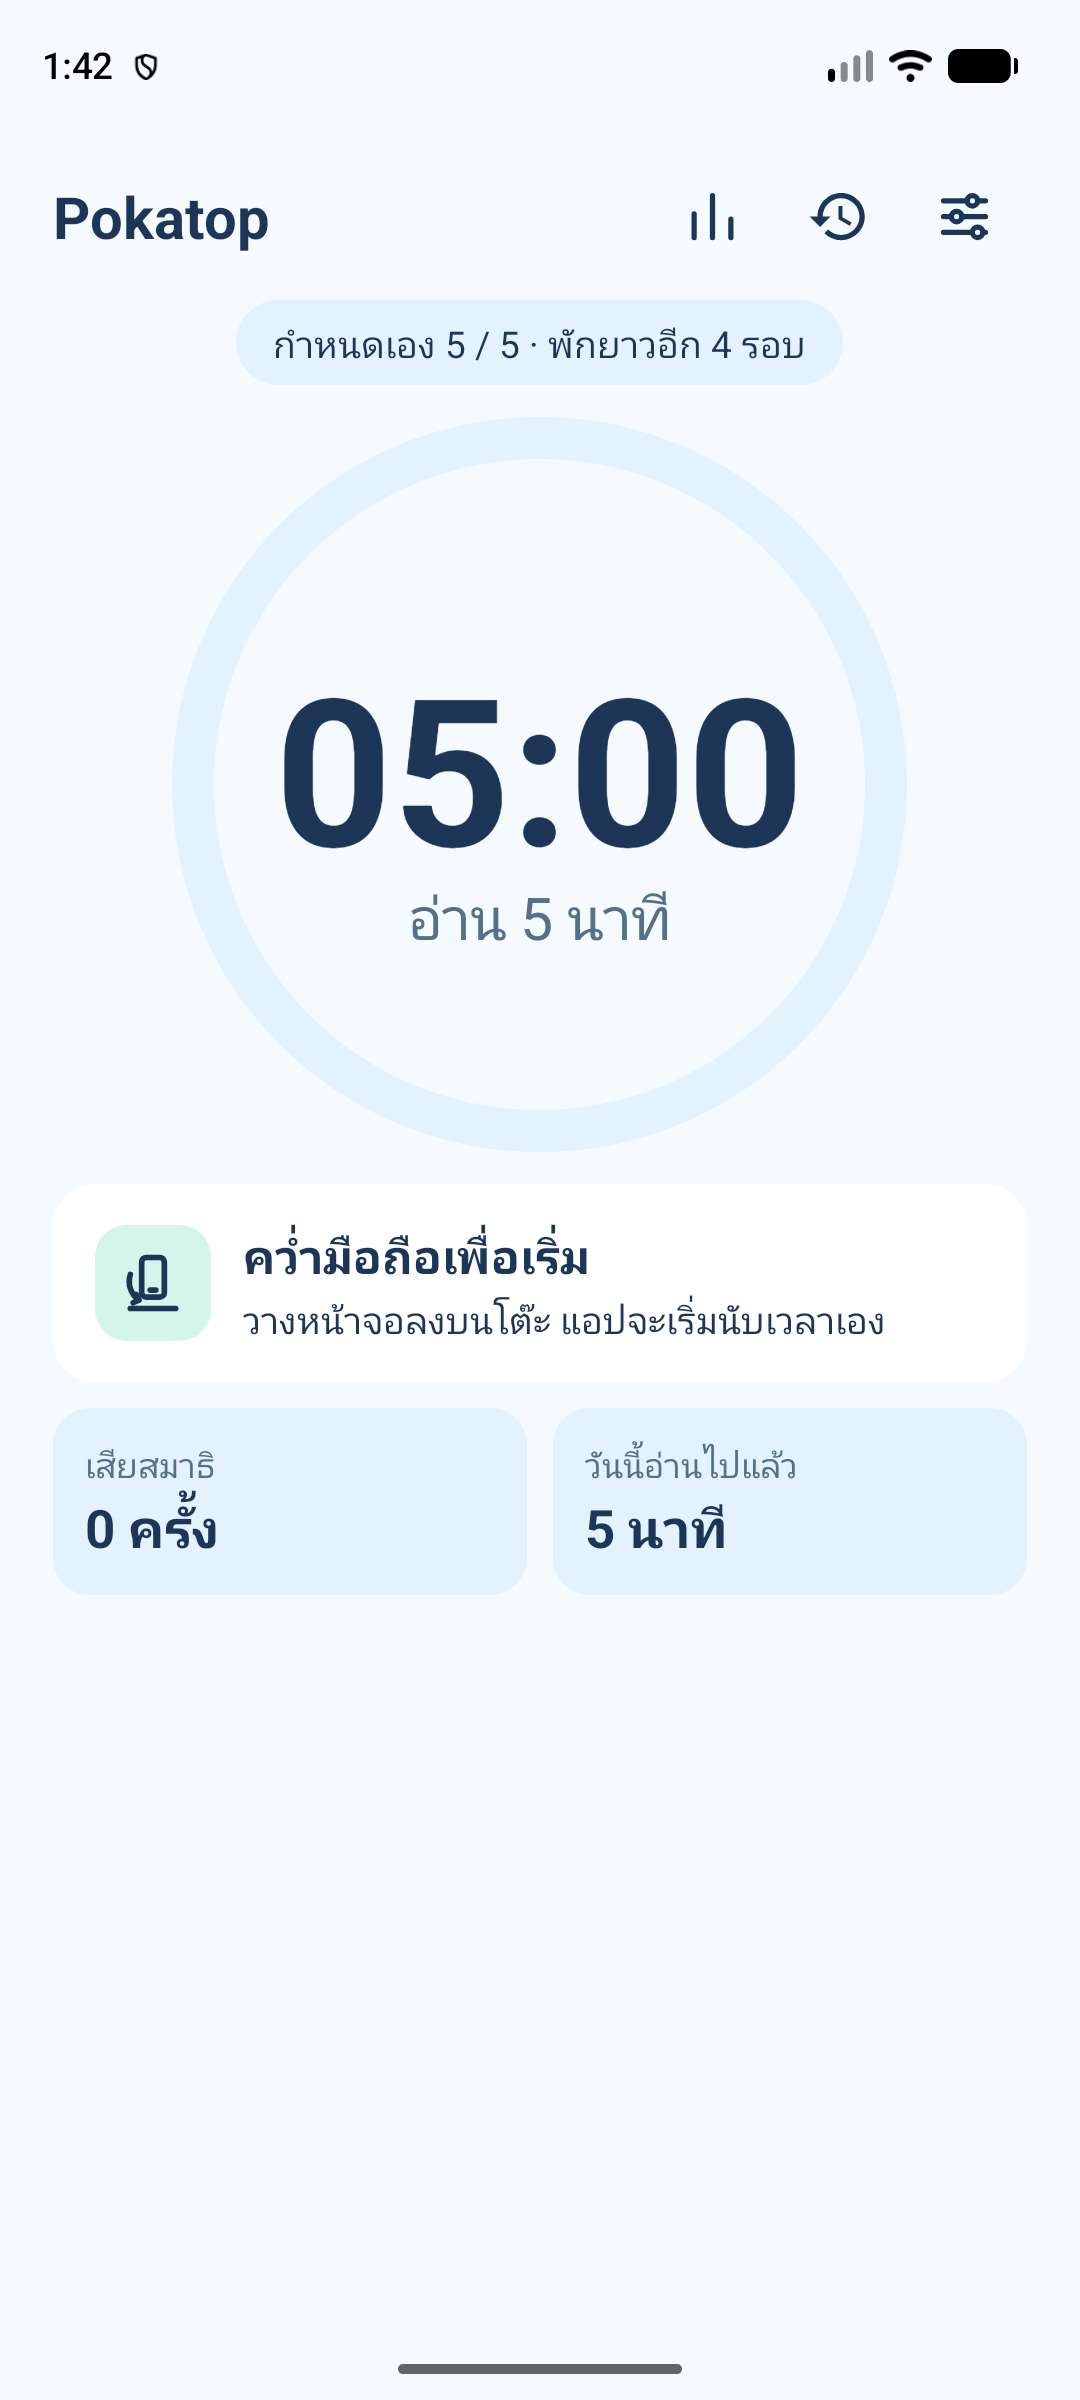 1:42
Pokatop
กำหนดเอง 5 / 5 · พักยาวอีก 4 รอบ
05:00
อ่าน 5 นาที
คว่ำมือถือเพื่อเริ่ม
วางหน้าจอลงบนโต๊ะ แอปจะเริ่มนับเวลาเอง
เสียสมาธิ
0 ครั้ง
วันนี้อ่านไปแล้ว
5 นาที